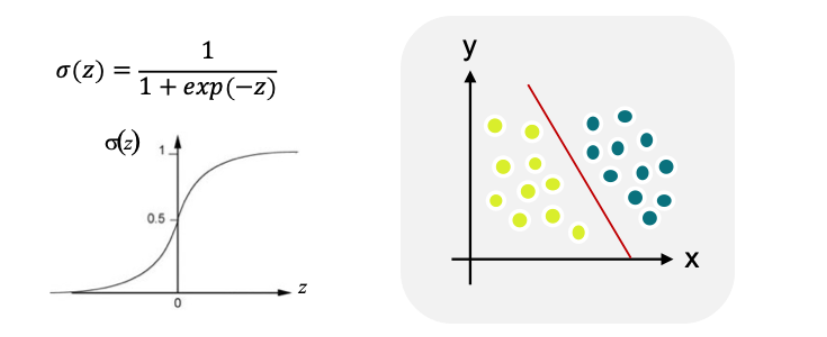 σ(z) = 1 / 1 + exp(−z)
σ(z)
1
0.5
0
z
y
x